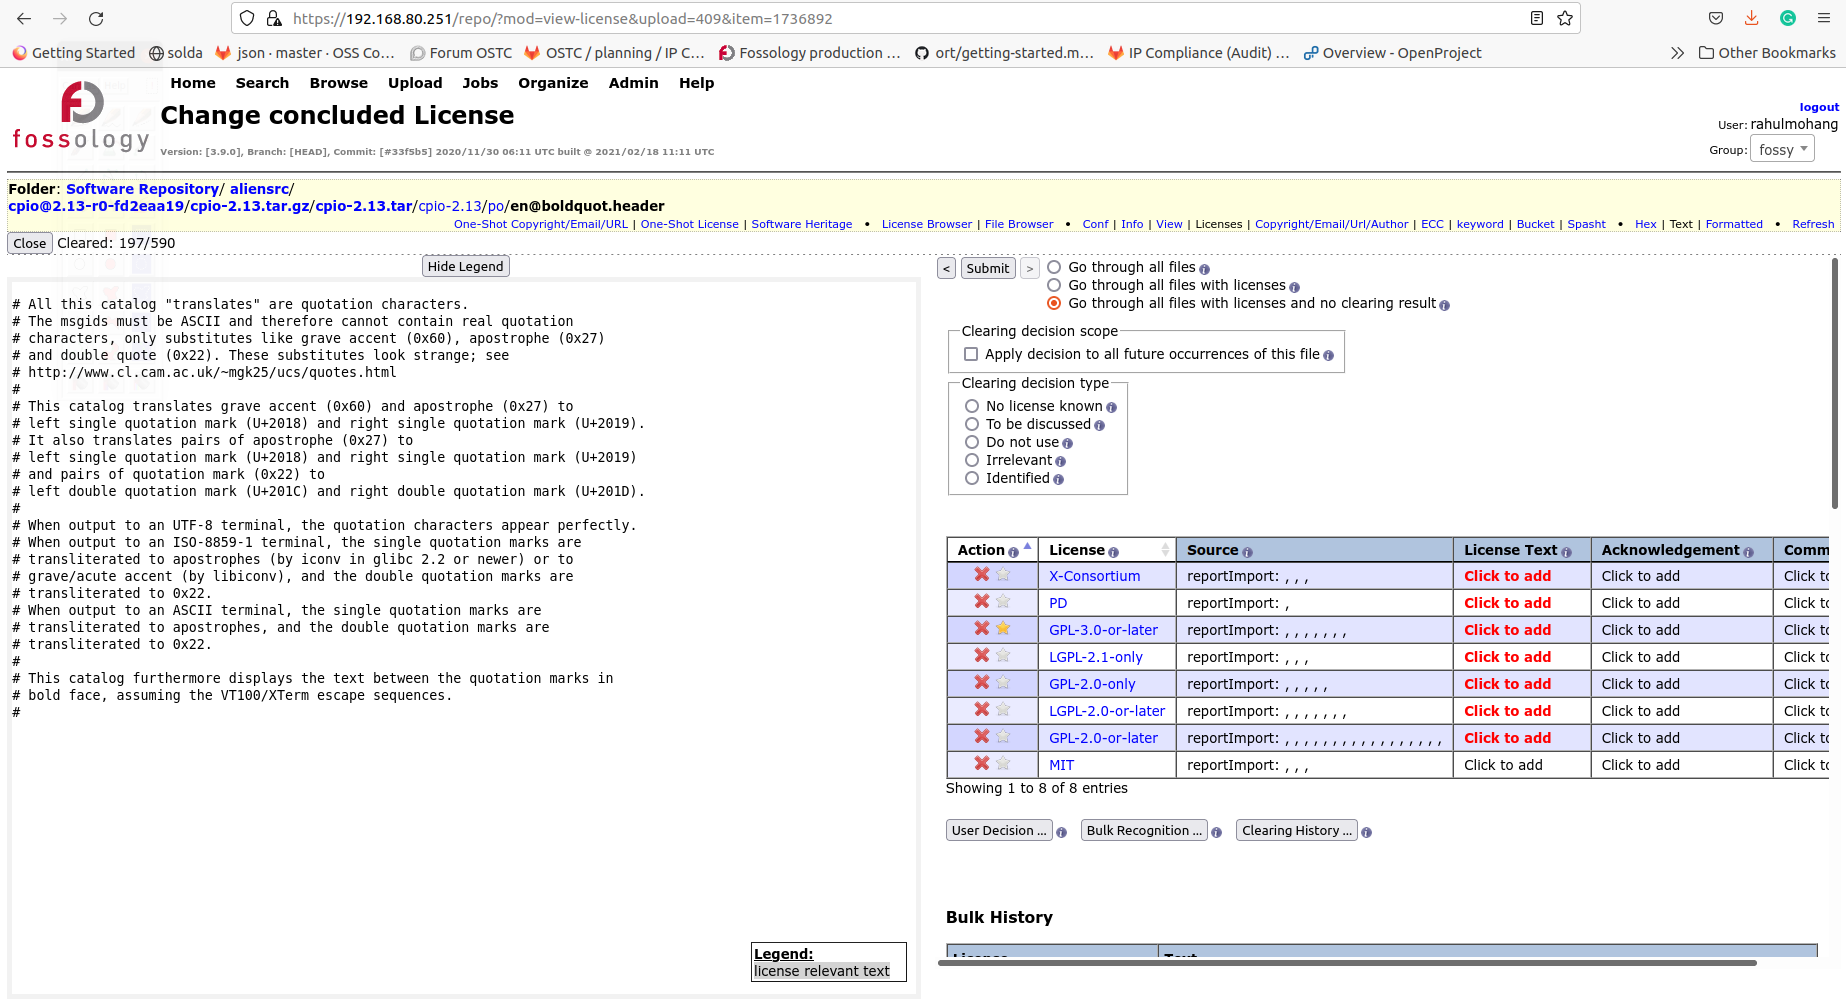 https://192.168.80.251/repo/?mod=view-license&upload=409&item=1736892
Getting Started solda json · master · OSS Co… Forum OSTC OSTC / planning / IP C… Fossology production … ort/getting-started.m… IP Compliance (Audit) … Overview - OpenProject Other Bookmarks
Home Search Browse Upload Jobs Organize Admin Help
fossology
Change concluded License
Version: [3.9.0], Branch: [HEAD], Commit: [#33f5b5] 2020/11/30 06:11 UTC built @ 2021/02/18 11:11 UTC
logout
User: rahulmohang
Group: fossy
Folder: Software Repository/ aliensrc/
cpio@2.13-r0-fd2eaa19/cpio-2.13.tar.gz/cpio-2.13.tar/cpio-2.13/po/en@boldquot.header
One-Shot Copyright/Email/URL | One-Shot License | Software Heritage • License Browser | File Browser • Conf | Info | View | Licenses | Copyright/Email/Url/Author | ECC | keyword | Bucket | Spasht • Hex | Text | Formatted • Refresh
Close Cleared: 197/590
Hide Legend
# All this catalog "translates" are quotation characters.
# The msgids must be ASCII and therefore cannot contain real quotation
# characters, only substitutes like grave accent (0x60), apostrophe (0x27)
# and double quote (0x22). These substitutes look strange; see
# http://www.cl.cam.ac.uk/~mgk25/ucs/quotes.html
#
# This catalog translates grave accent (0x60) and apostrophe (0x27) to
# left single quotation mark (U+2018) and right single quotation mark (U+2019).
# It also translates pairs of apostrophe (0x27) to
# left single quotation mark (U+2018) and right single quotation mark (U+2019)
# and pairs of quotation mark (0x22) to
# left double quotation mark (U+201C) and right double quotation mark (U+201D).
#
# When output to an UTF-8 terminal, the quotation characters appear perfectly.
# When output to an ISO-8859-1 terminal, the single quotation marks are
# transliterated to apostrophes (by iconv in glibc 2.2 or newer) or to
# grave/acute accent (by libiconv), and the double quotation marks are
# transliterated to 0x22.
# When output to an ASCII terminal, the single quotation marks are
# transliterated to apostrophes, and the double quotation marks are
# transliterated to 0x22.
#
# This catalog furthermore displays the text between the quotation marks in
# bold face, assuming the VT100/XTerm escape sequences.
#
Legend:
license relevant text
< Submit >
Go through all files
Go through all files with licenses
Go through all files with licenses and no clearing result
Clearing decision scope
Apply decision to all future occurrences of this file
Clearing decision type
No license known
To be discussed
Do not use
Irrelevant
Identified
Action License Source License Text Acknowledgement Comm
X-Consortium reportImport: , , , Click to add Click to add Click to
PD reportImport: , Click to add Click to add Click to
GPL-3.0-or-later reportImport: , , , , , , , Click to add Click to add Click to
LGPL-2.1-only reportImport: , , , Click to add Click to add Click to
GPL-2.0-only reportImport: , , , , , Click to add Click to add Click to
LGPL-2.0-or-later reportImport: , , , , , , , Click to add Click to add Click to
GPL-2.0-or-later reportImport: , , , , , , , , , , , , , , , , , Click to add Click to add Click to
MIT reportImport: , , , Click to add Click to add Click to
Showing 1 to 8 of 8 entries
User Decision ... Bulk Recognition ... Clearing History ...
Bulk History
License Text